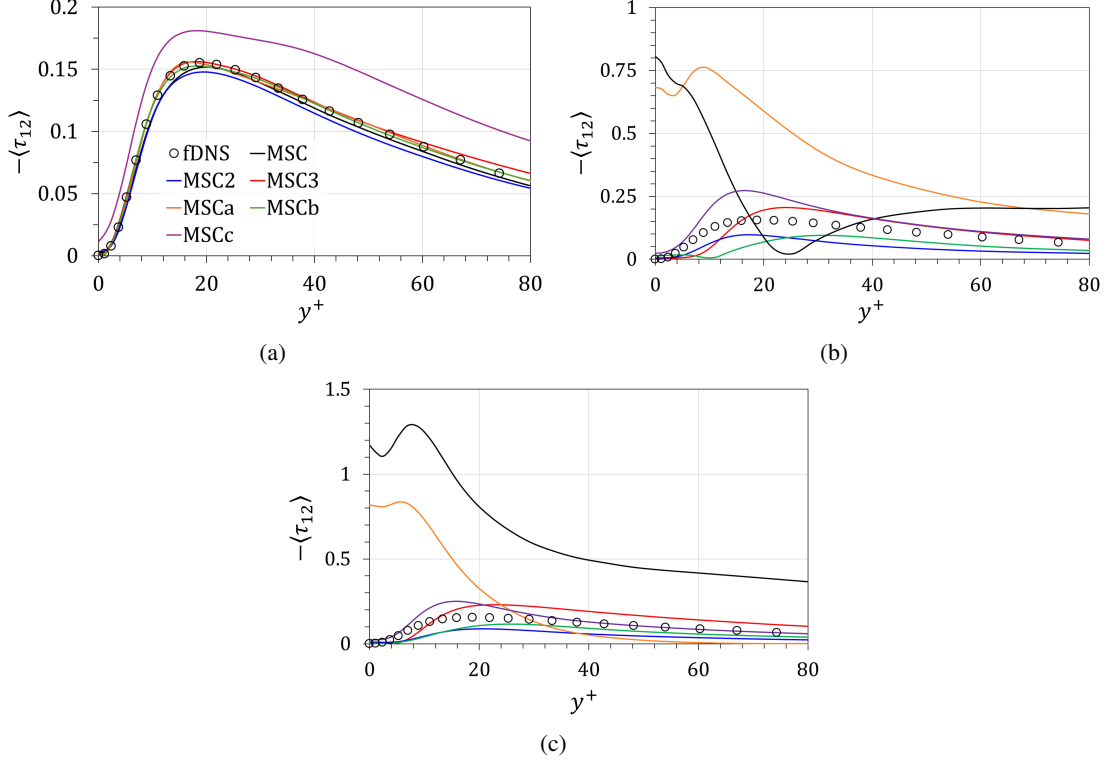 0.2
0.15
0.1
0.05
0
0 20 40 60 80
−⟨τ₁₂⟩
y⁺
fDNS MSC
MSC2 MSC3
MSCa MSCb
MSCc
(a)
1
0.75
0.5
0.25
0
0 20 40 60 80
−⟨τ₁₂⟩
y⁺
(b)
1.5
1
0.5
0
0 20 40 60 80
−⟨τ₁₂⟩
y⁺
(c)